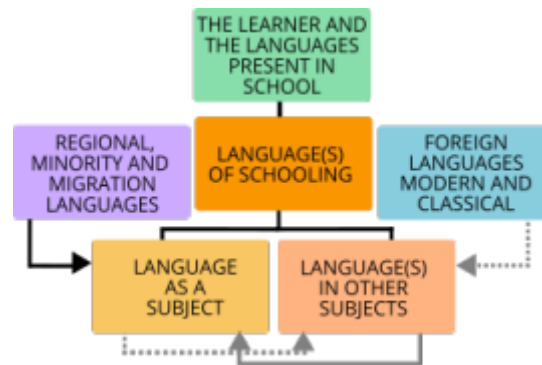 THE LEARNER AND
THE LANGUAGES
PRESENT IN
SCHOOL
REGIONAL,
MINORITY AND
MIGRATION
LANGUAGES
LANGUAGE(S)
OF SCHOOLING
FOREIGN
LANGUAGES
MODERN AND
CLASSICAL
LANGUAGE
AS A
SUBJECT
LANGUAGE(S)
IN OTHER
SUBJECTS